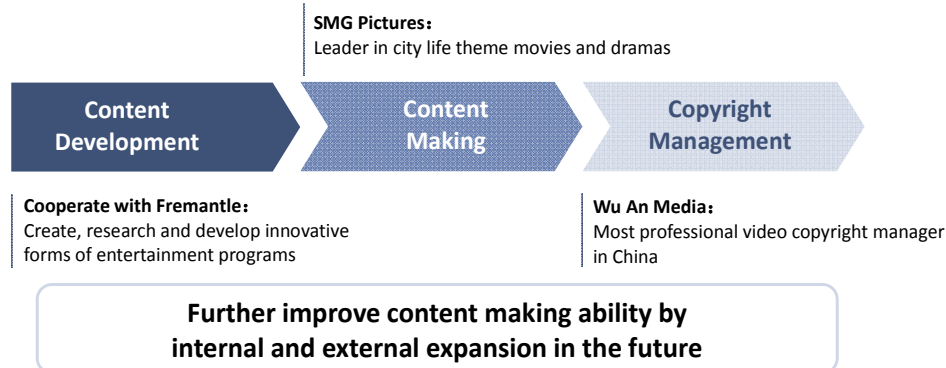 SMG Pictures：
Leader in city life theme movies and dramas
Content
Development
Content
Making
Copyright
Management
Cooperate with Fremantle：
Create, research and develop innovative
forms of entertainment programs
Wu An Media：
Most professional video copyright manager
in China
Further improve content making ability by
internal and external expansion in the future